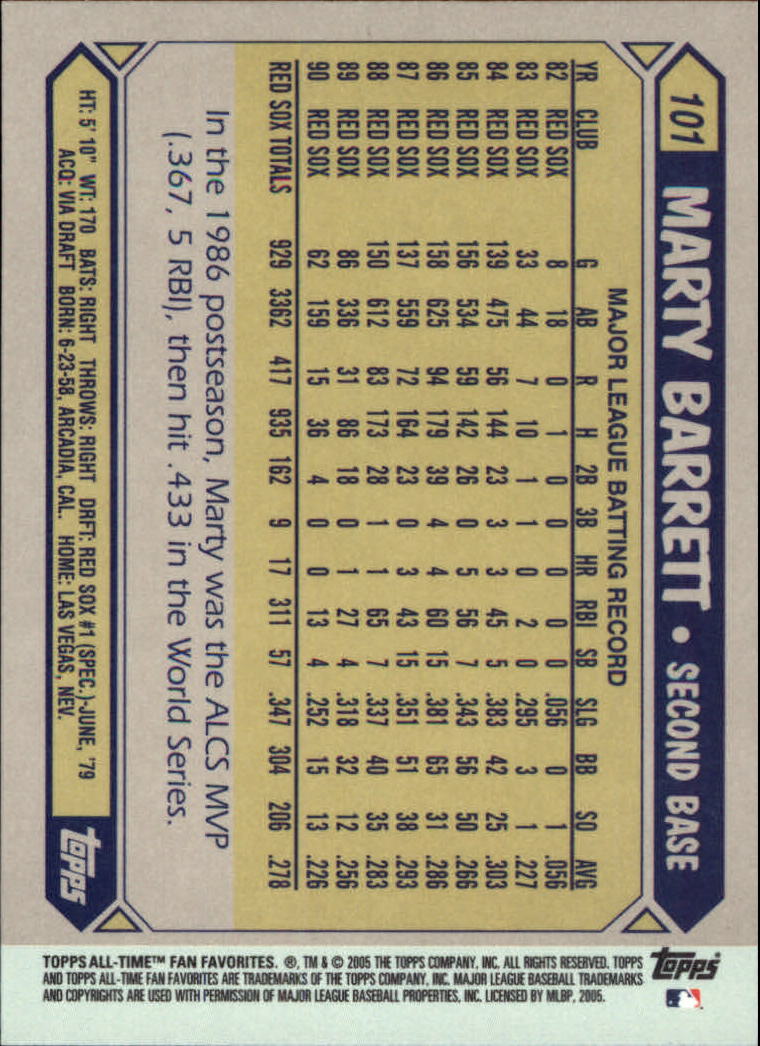 101 MARTY BARRETT • SECOND BASE
MAJOR LEAGUE BATTING RECORD
YR CLUB G AB R H 2B 3B HR RBI SB SLG BB SO AVG
82 RED SOX 8 18 0 1 0 0 0 0 0 .056 0 1 .056
83 RED SOX 33 44 7 10 1 1 0 2 0 .295 3 1 .227
84 RED SOX 139 475 56 144 23 3 3 45 5 .383 42 25 .303
85 RED SOX 156 534 59 142 26 0 5 56 7 .343 56 50 .266
86 RED SOX 158 625 94 179 39 4 4 60 15 .381 65 31 .286
87 RED SOX 137 559 72 164 23 0 3 43 15 .351 51 38 .293
88 RED SOX 150 612 83 173 28 1 1 65 7 .337 40 35 .283
89 RED SOX 86 336 31 86 18 0 1 27 4 .318 32 12 .256
90 RED SOX 62 159 15 36 4 0 0 13 4 .252 15 13 .226
RED SOX TOTALS 929 3362 417 935 162 9 17 311 57 .347 304 206 .278
In the 1986 postseason, Marty was the ALCS MVP
(.367, 5 RBI), then hit .433 in the World Series.
HT: 5' 10" WT: 170 BATS: RIGHT THROWS: RIGHT DRFT: RED SOX #1 (SPEC.)-JUNE, '79
ACQ: VIA DRAFT BORN: 6-23-58, ARCADIA, CAL. HOME: LAS VEGAS, NEV.
Topps
TOPPS ALL-TIME™ FAN FAVORITES. ®, TM & © 2005 THE TOPPS COMPANY, INC. ALL RIGHTS RESERVED. TOPPS
AND TOPPS ALL-TIME FAN FAVORITES ARE TRADEMARKS OF THE TOPPS COMPANY, INC. MAJOR LEAGUE BASEBALL TRADEMARKS
AND COPYRIGHTS ARE USED WITH PERMISSION OF MAJOR LEAGUE BASEBALL PROPERTIES, INC. LICENSED BY MLBP, 2005.
Topps